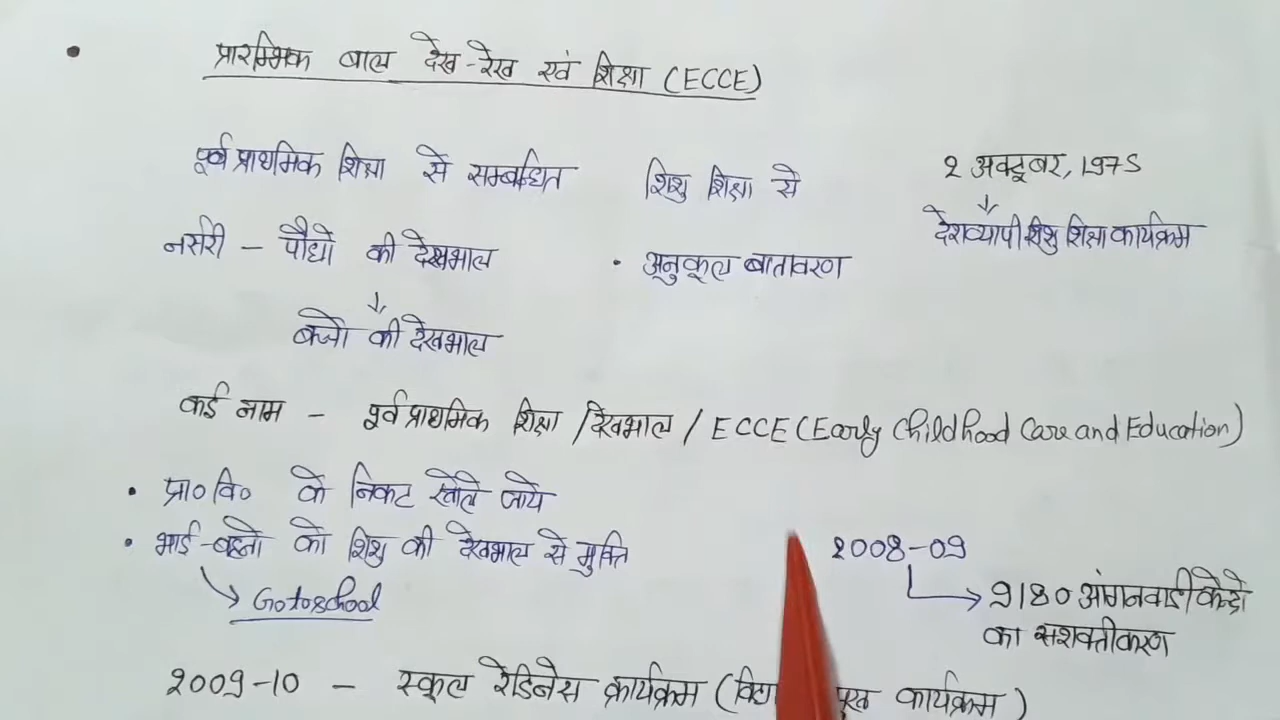 प्रारम्भिक बाल देख-रेख एवं शिक्षा (ECCE)
पूर्व प्राथमिक शिक्षा से सम्बन्धित
शिशु शिक्षा से
2 अक्टूबर, 1975
देशव्यापी शिशु शिक्षा कार्यक्रम
नर्सरी - पौधों की देखभाल
• अनुकूल वातावरण
बच्चों की देखभाल
कई नाम - पूर्व प्राथमिक शिक्षा / देखभाल / ECCE (Early Childhood Care and Education)
• प्रा० वि० के निकट खोले जाये
• भाई-बहनो को शिशु की देखभाल से मुक्ति
Go to school
2008-09
9180 आंगनवाडी केन्द्रो
का सशक्तीकरण
2009-10 - स्कूल रेडिनेस कार्यक्रम ( कार्यक्रम )